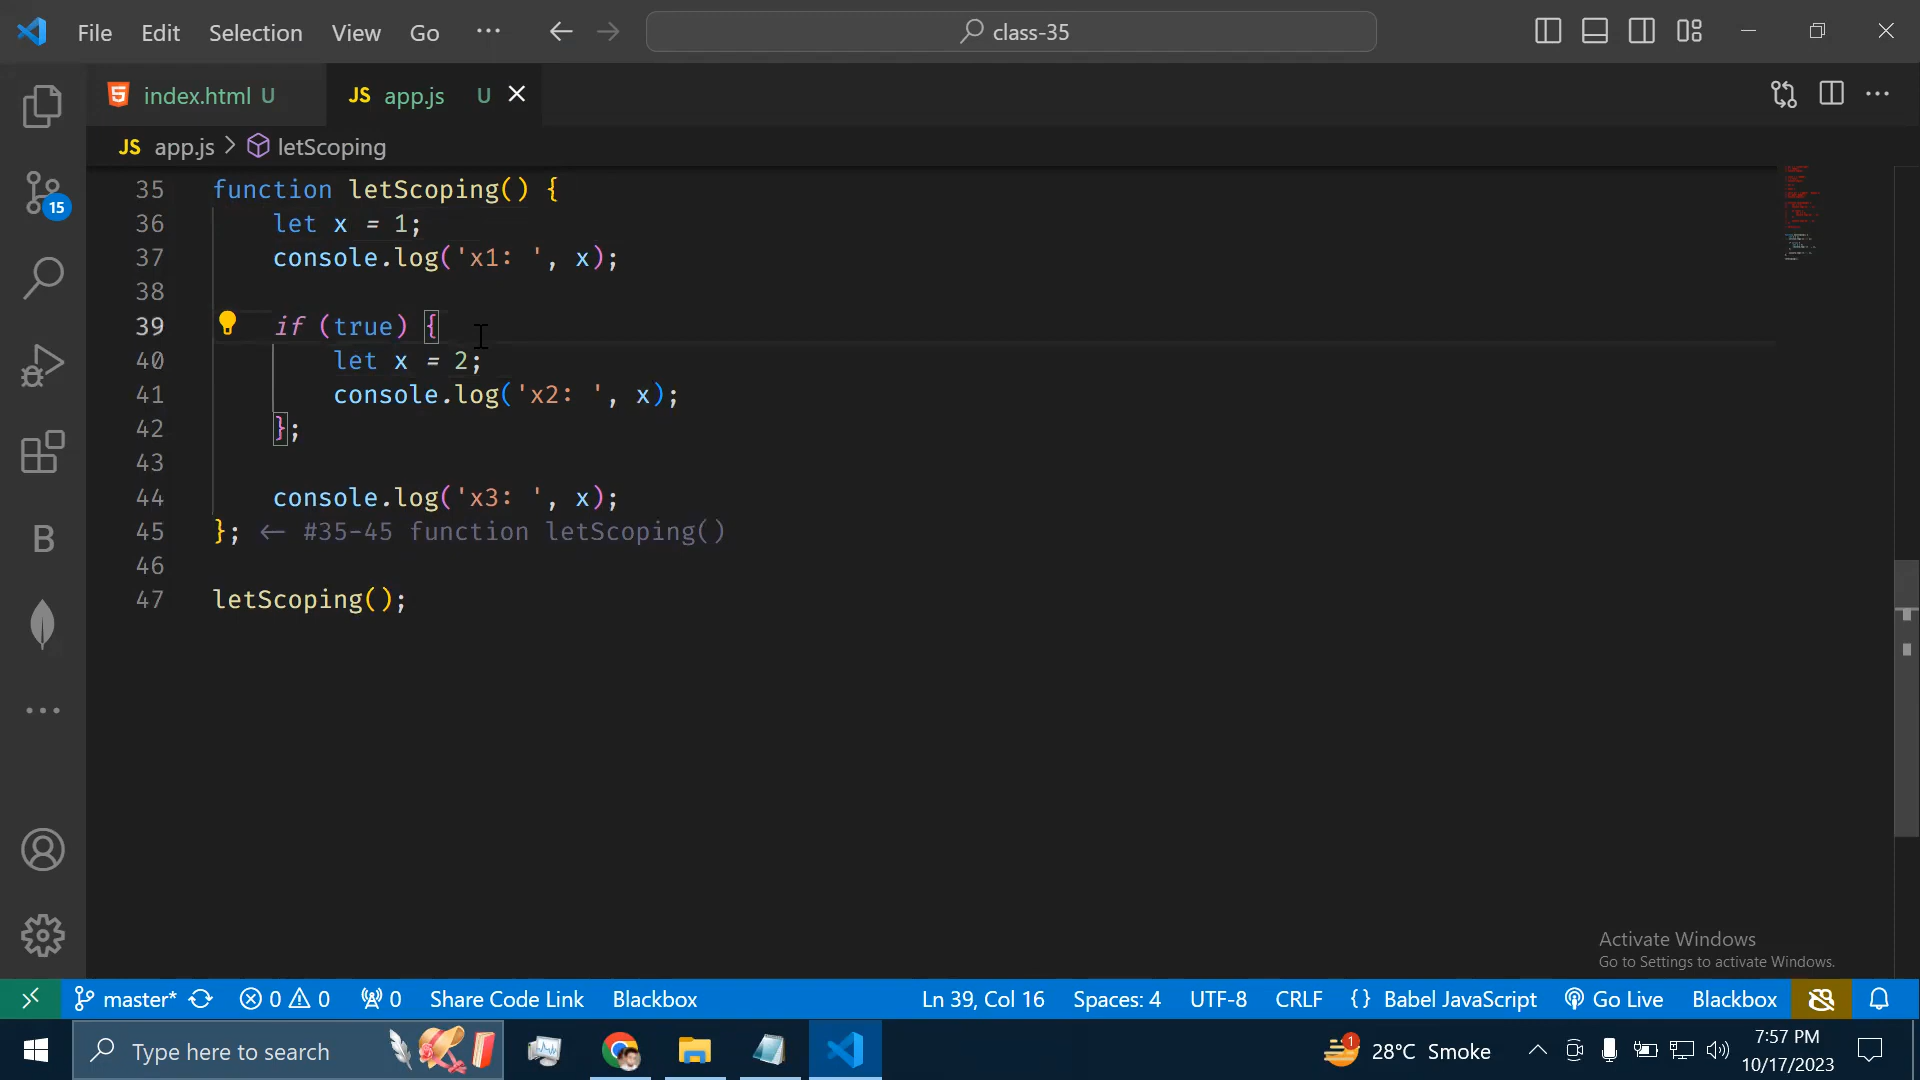 File Edit Selection View Go ··· class-35
index.html U JS app.js U
JS app.js > letScoping
35 function letScoping() {
36 let x = 1;
37 console.log('x1: ', x);
38
39 if (true) {
40 let x = 2;
41 console.log('x2: ', x);
42 };
43
44 console.log('x3: ', x);
45 }; <- #35-45 function letScoping()
46
47 letScoping();
15
B
Activate Windows
Go to Settings to activate Windows.
master* 0 0 0 Share Code Link Blackbox Ln 39, Col 16 Spaces: 4 UTF-8 CRLF {} Babel JavaScript Go Live Blackbox
Type here to search 1 28°C Smoke 7:57 PM
10/17/2023